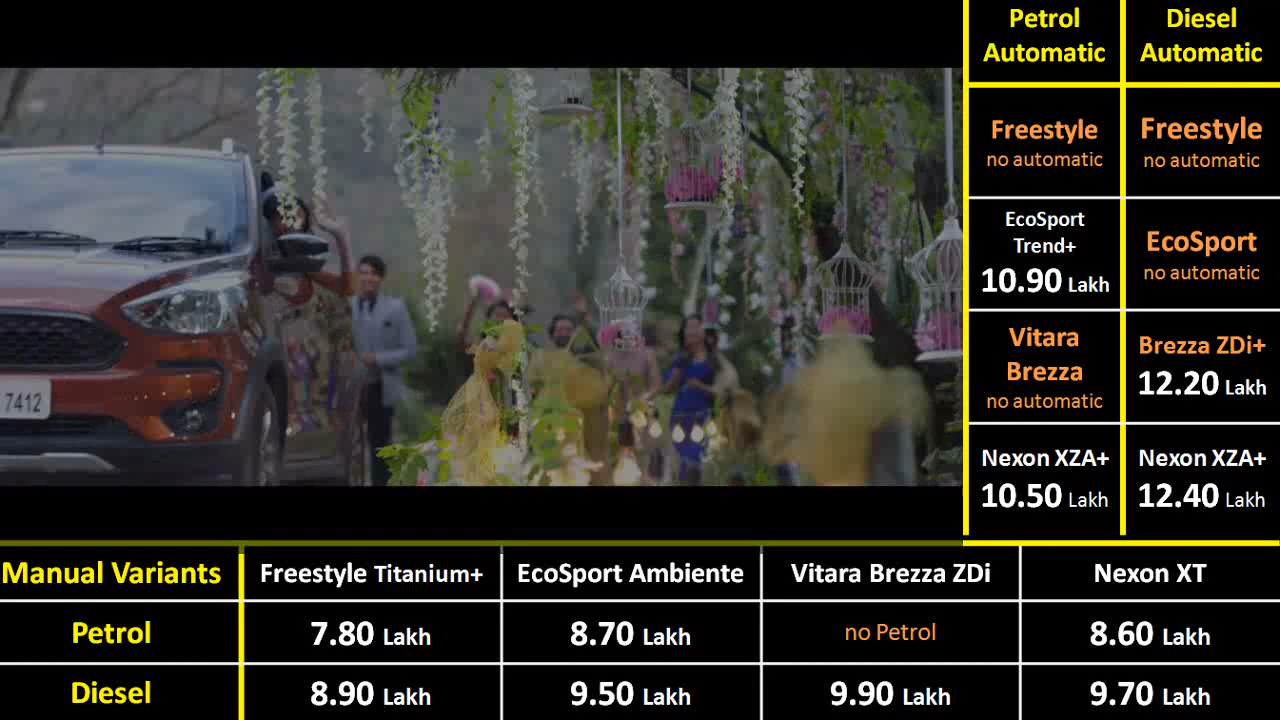 Petrol Automatic
Diesel Automatic
Freestyle
no automatic
Freestyle
no automatic
EcoSport
Trend+
10.90 Lakh
EcoSport
no automatic
Vitara
Brezza
no automatic
Brezza ZDi+
12.20 Lakh
Nexon XZA+
10.50 Lakh
Nexon XZA+
12.40 Lakh
7412
Manual Variants Freestyle Titanium+ EcoSport Ambiente Vitara Brezza ZDi Nexon XT
Petrol 7.80 Lakh 8.70 Lakh no Petrol 8.60 Lakh
Diesel 8.90 Lakh 9.50 Lakh 9.90 Lakh 9.70 Lakh